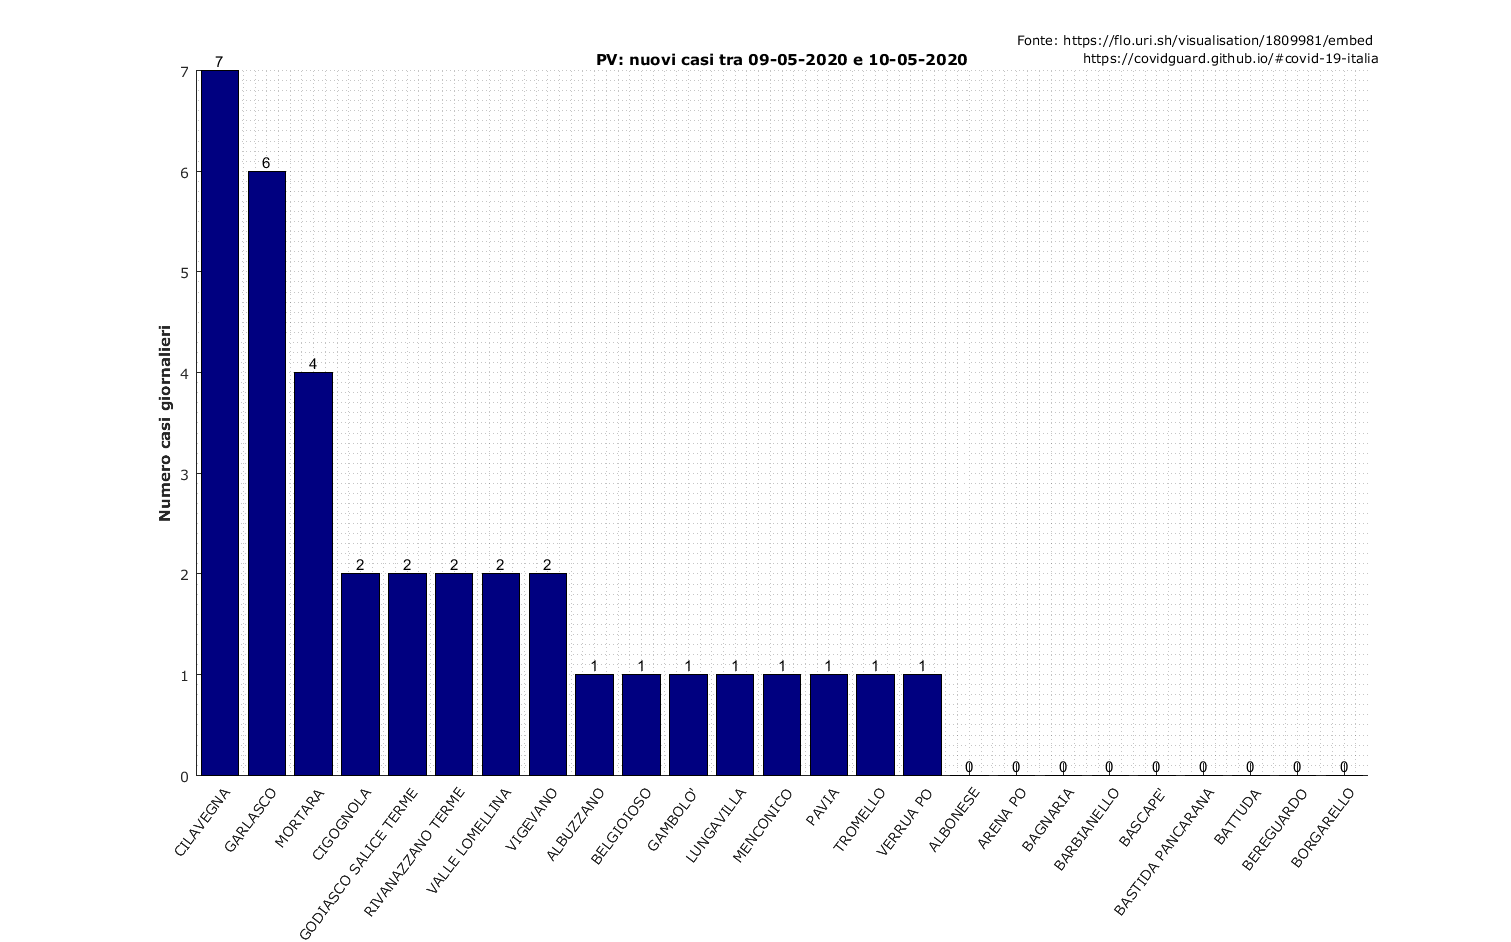 Fonte: https://flo.uri.sh/visualisation/1809981/embed
https://covidguard.github.io/#covid-19-italia
PV: nuovi casi tra 09-05-2020 e 10-05-2020
Numero casi giornalieri
7
6
5
4
3
2
1
0
7
6
4
2
2
2
2
2
1
1
1
1
1
1
1
1
0
0
0
0
0
0
0
0
0
CILAVEGNA
GARLASCO
MORTARA
CIGOGNOLA
GODIASCO SALICE TERME
RIVANAZZANO TERME
VALLE LOMELLINA
VIGEVANO
ALBUZZANO
BELGIOIOSO
GAMBOLO'
LUNGAVILLA
MENCONICO
PAVIA
TROMELLO
VERRUA PO
ALBONESE
ARENA PO
BAGNARIA
BARBIANELLO
BASCAPE'
BASTIDA PANCARANA
BATTUDA
BEREGUARDO
BORGARELLO